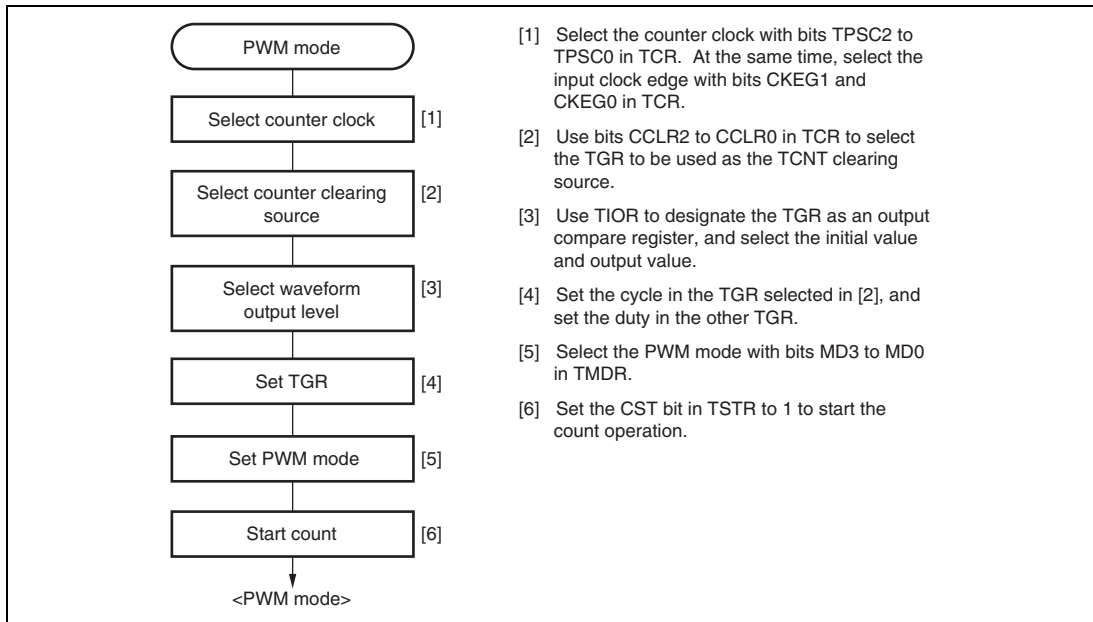 PWM mode
Select counter clock [1]
Select counter clearing
source [2]
Select waveform
output level [3]
Set TGR [4]
Set PWM mode [5]
Start count [6]
<PWM mode>
[1] Select the counter clock with bits TPSC2 to
TPSC0 in TCR. At the same time, select the
input clock edge with bits CKEG1 and
CKEG0 in TCR.
[2] Use bits CCLR2 to CCLR0 in TCR to select
the TGR to be used as the TCNT clearing
source.
[3] Use TIOR to designate the TGR as an output
compare register, and select the initial value
and output value.
[4] Set the cycle in the TGR selected in [2], and
set the duty in the other TGR.
[5] Select the PWM mode with bits MD3 to MD0
in TMDR.
[6] Set the CST bit in TSTR to 1 to start the
count operation.